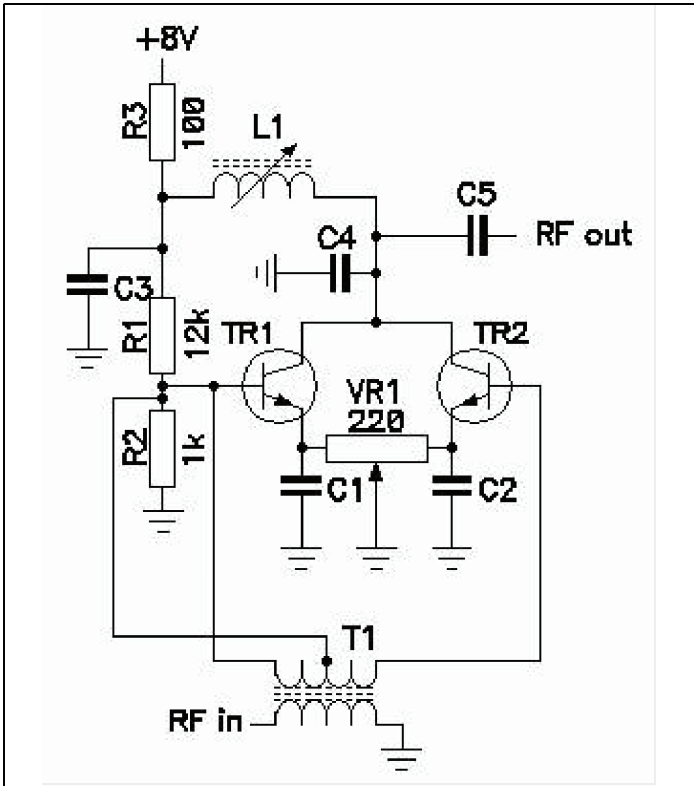 +8V
R3
100
L1
C5
RF out
C4
C3
R1
12k
TR1
TR2
VR1
220
R2
1k
C1
C2
T1
RF in